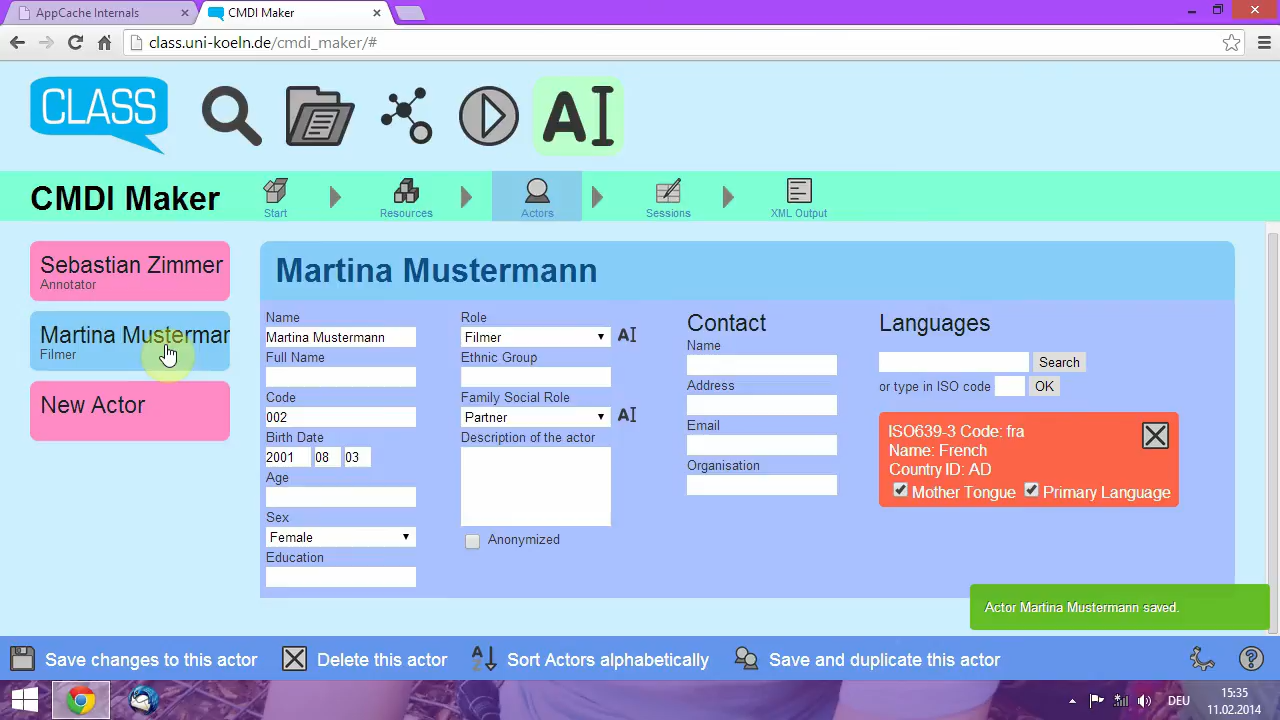 AppCache Internals
CMDI Maker
class.uni-koeln.de/cmdi_maker/#
CLASS
AI
CMDI Maker
Start
Resources
Actors
Sessions
XML Output
Sebastian Zimmer
Annotator
Martina Mustermar
Filmer
New Actor
Martina Mustermann
Name
Martina Mustermann
Full Name
Code
002
Birth Date
2001 08 03
Age
Sex
Female
Education
Role
Filmer
AI
Ethnic Group
Family Social Role
Partner
AI
Description of the actor
Anonymized
Contact
Name
Address
Email
Organisation
Languages
Search
or type in ISO code
OK
ISO639-3 Code: fra
Name: French
Country ID: AD
Mother Tongue Primary Language
Actor Martina Mustermann saved.
Save changes to this actor
Delete this actor
A
Z
Sort Actors alphabetically
Save and duplicate this actor
?
DEU
15:35
11.02.2014